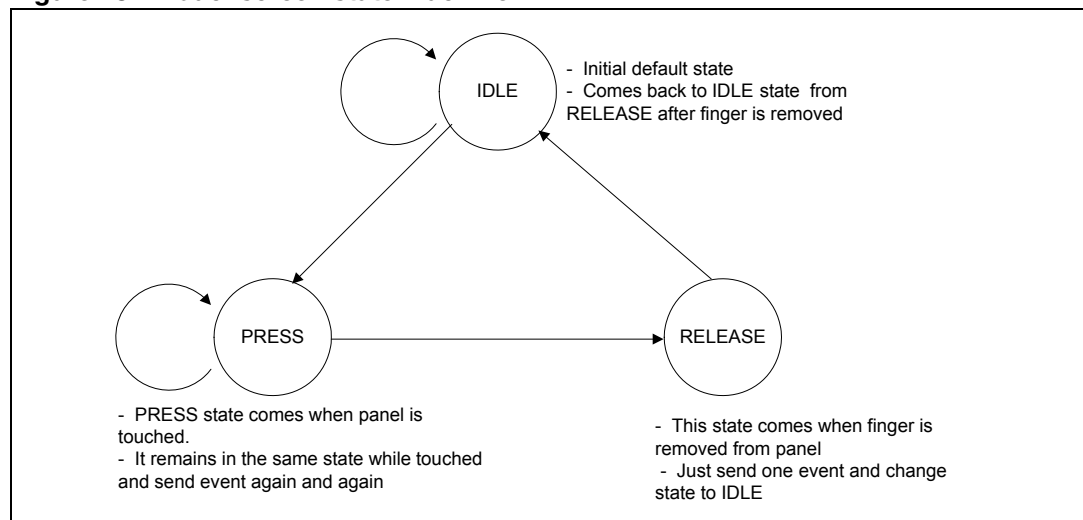 IDLE
- Initial default state
- Comes back to IDLE state from
RELEASE after finger is removed
PRESS
RELEASE
- PRESS state comes when panel is
touched.
- It remains in the same state while touched
and send event again and again
- This state comes when finger is
removed from panel
- Just send one event and change
state to IDLE